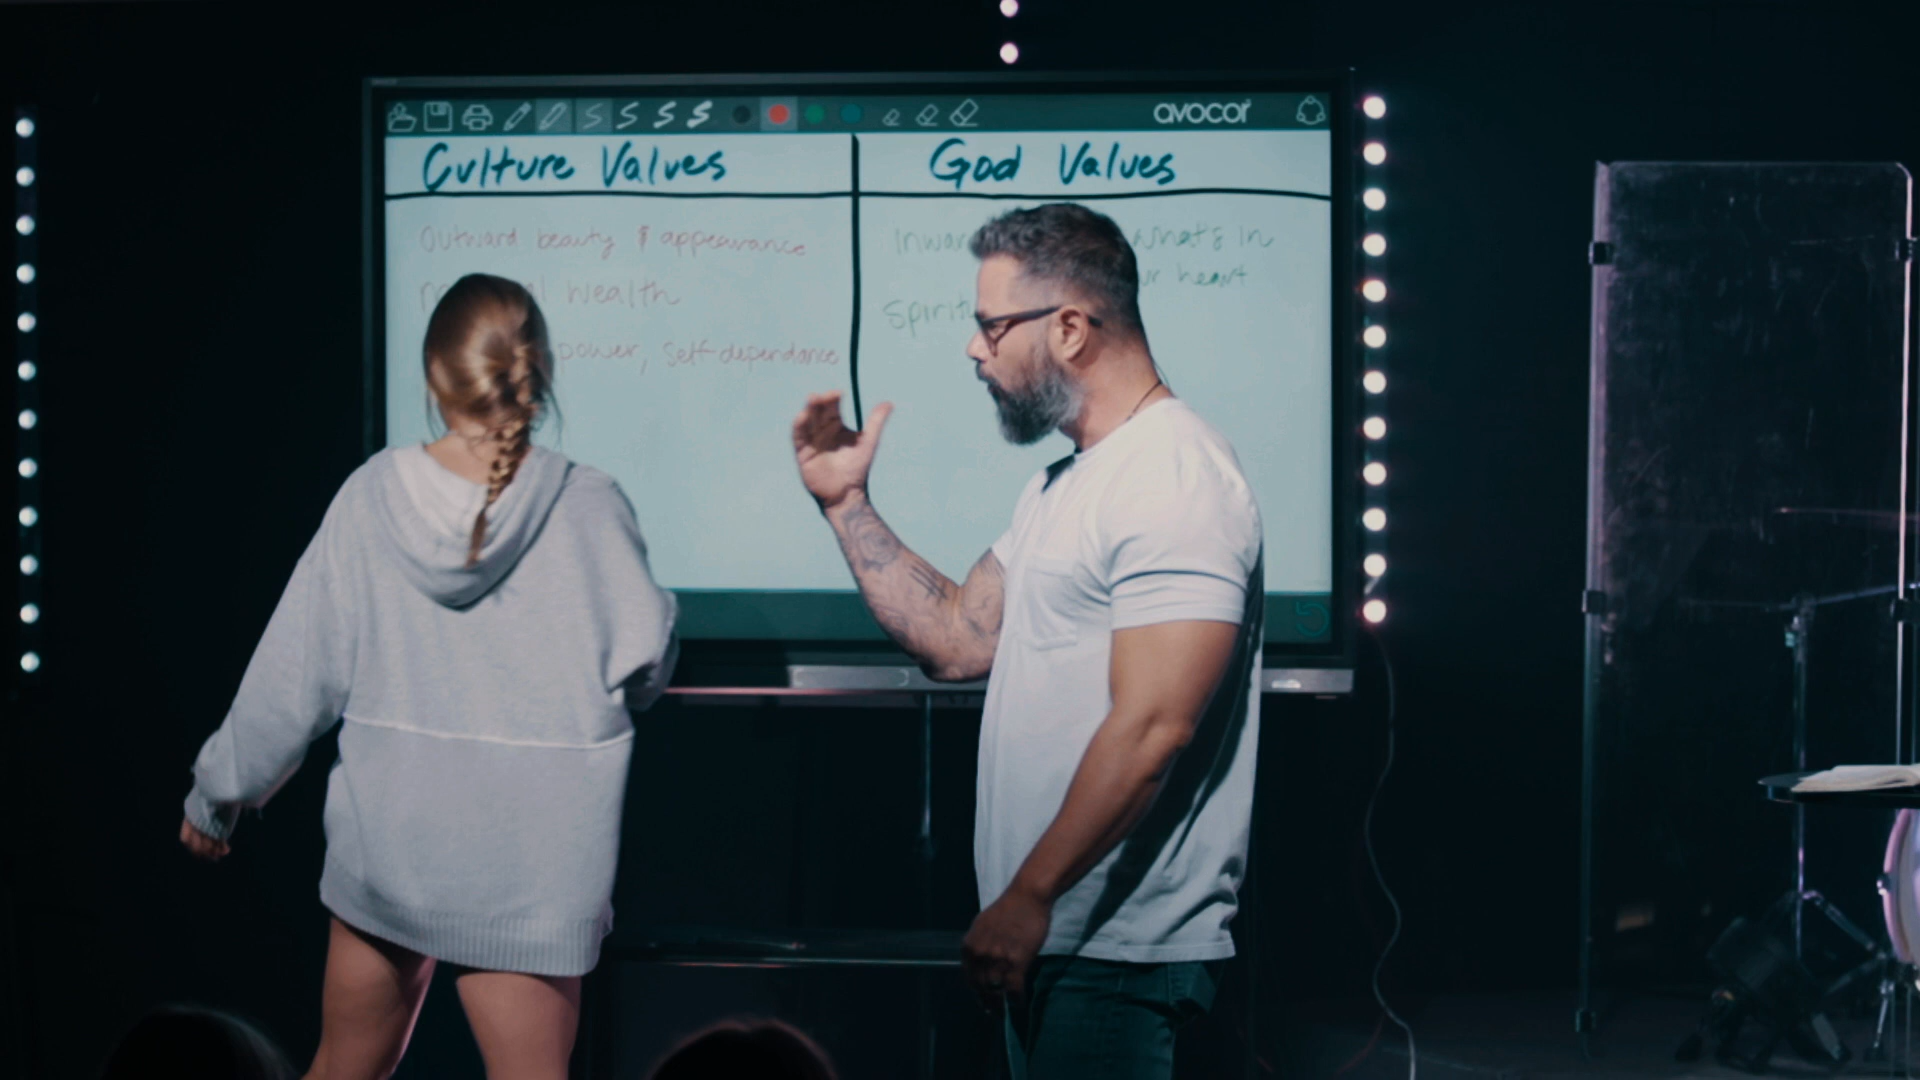 avocor
Culture Values
God Values
Outward beauty & appearance
wealth
power, self-dependance
what's in
heart